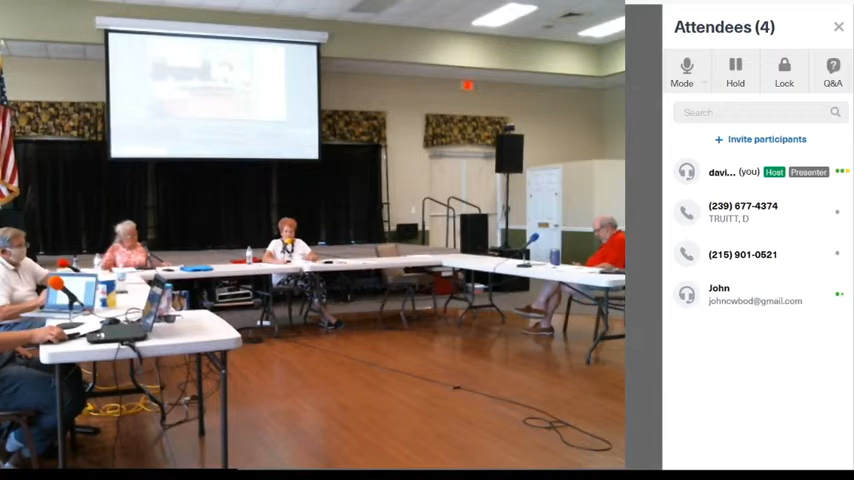 Attendees (4)
Mode
Hold
Lock
Q&A
Search
+ Invite participants
davi... (you) Host Presenter
(239) 677-4374
TRUITT, D
(215) 901-0521
John
johncwbod@gmail.com